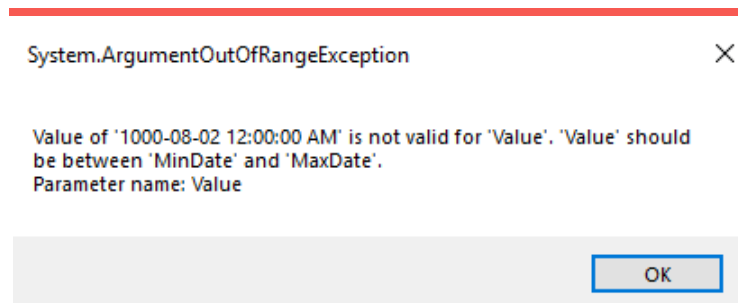 System.ArgumentOutOfRangeException
Value of '1000-08-02 12:00:00 AM' is not valid for 'Value'. 'Value' should
be between 'MinDate' and 'MaxDate'.
Parameter name: Value
OK